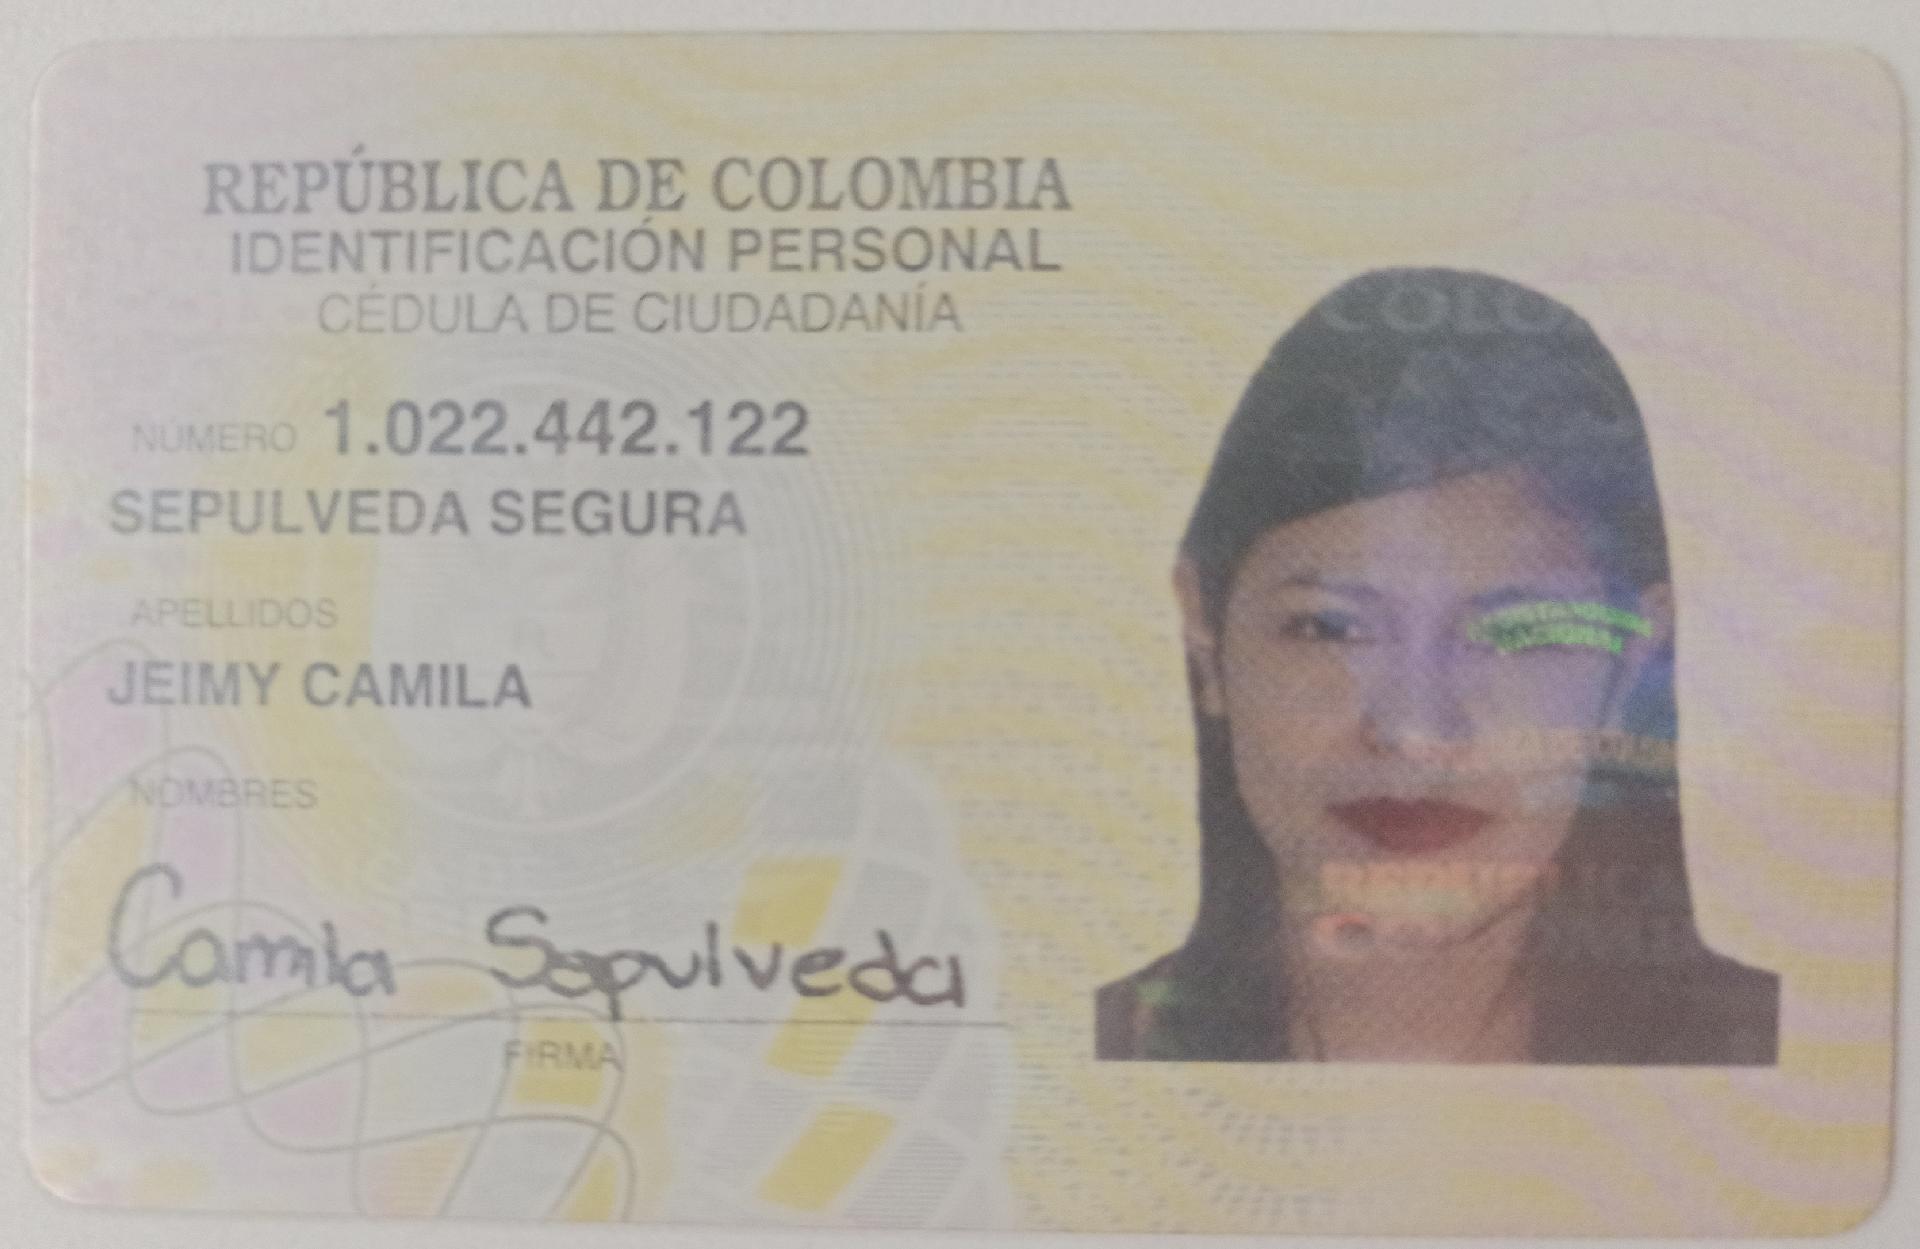 REPÚBLICA DE COLOMBIA
IDENTIFICACIÓN PERSONAL
CÉDULA DE CIUDADANÍA
NÚMERO 1.022.442.122
SEPULVEDA SEGURA
APELLIDOS
JEIMY CAMILA
NOMBRES
Camila Sepulveda
FIRMA